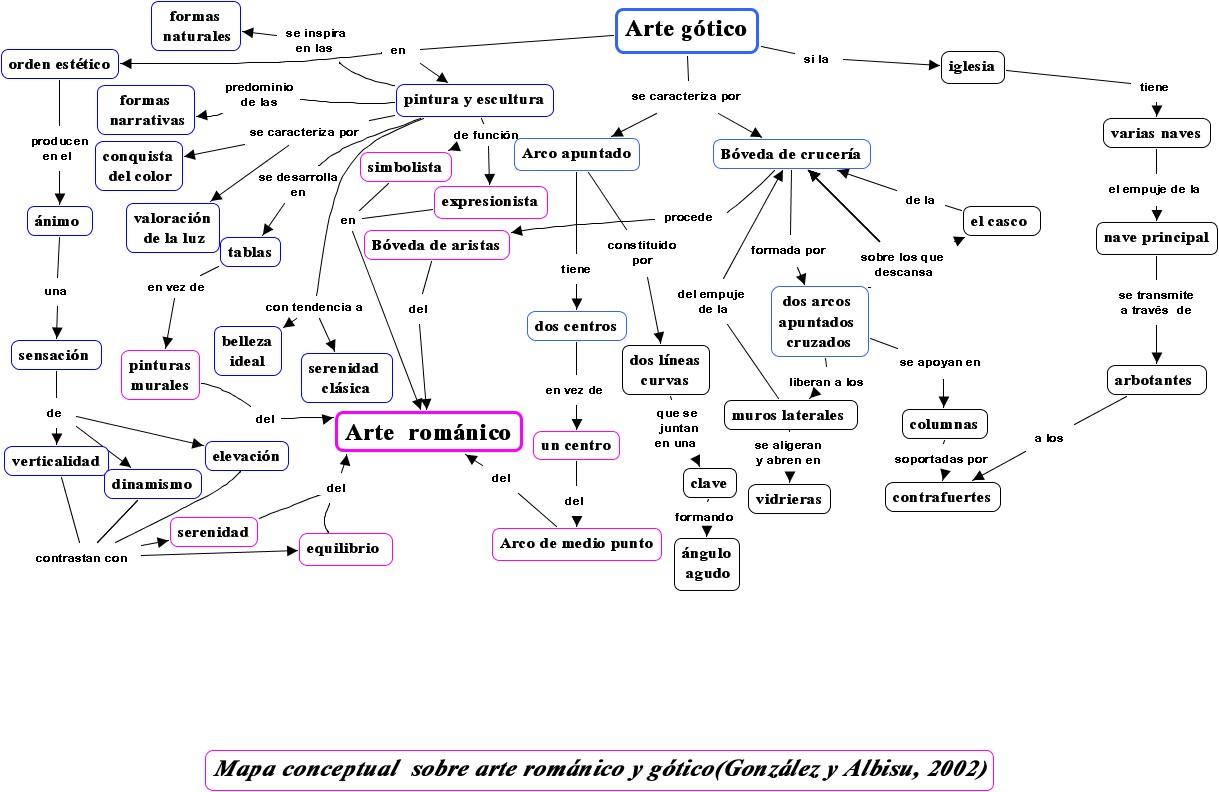 formas
naturales
se inspira
en las
en
Arte gótico
si la
iglesia
orden estético
formas
narrativas
predominio
de las
pintura y escultura
se caracteriza por
tiene
varias naves
producen
en el
conquista
del color
se caracteriza por
de función
simbolista
Arco apuntado
Bóveda de crucería
se desarrolla
en
expresionista
el empuje de la
de la
el casco
ánimo
valoración
de la luz
tablas
en
Bóveda de aristas
procede
constituido
por
formada por
sobre los que
descansa
nave principal
una
en vez de
con tendencia a
del
tiene
del empuje
de la
dos arcos
apuntados
cruzados
se transmite
a través de
sensación
pinturas
murales
belleza
ideal
serenidad
clásica
dos centros
dos líneas
curvas
liberan a los
se apoyan en
arbotantes
de
del
Arte románico
en vez de
un centro
que se
juntan
en una
muros laterales
se aligeran
y abren en
columnas
a los
verticalidad
dinamismo
elevación
del
del
del
clave
vidrieras
soportadas por
contrafuertes
contrastan con
serenidad
equilibrio
Arco de medio punto
formando
ángulo
agudo
Mapa conceptual sobre arte románico y gótico(González y Albisu, 2002)